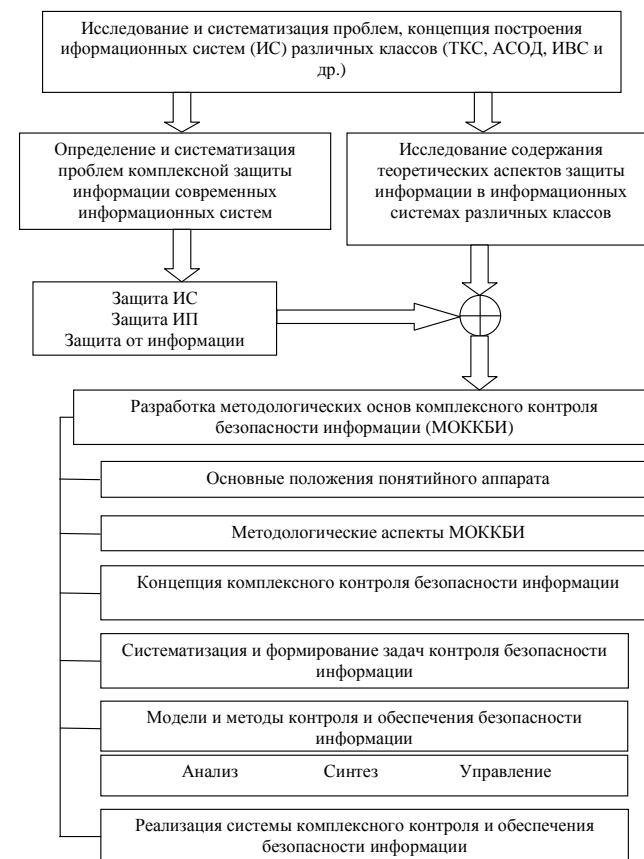 Исследование и систематизация проблем, концепция построения
иформационных систем (ИС) различных классов (ТКС, АСОД, ИВС и
др.)
Определение и систематизация
проблем комплексной защиты
информации современных
информационных систем
Исследование содержания
теоретических аспектов защиты
информации в информационных
системах различных классов
Защита ИС
Защита ИП
Защита от информации
Разработка методологических основ комплексного контроля
безопасности информации (МОККБИ)
Основные положения понятийного аппарата
Методологические аспекты МОККБИ
Концепция комплексного контроля безопасности информации
Систематизация и формирование задач контроля безопасности
информации
Модели и методы контроля и обеспечения безопасности
информации
Анализ Синтез Управление
Реализация системы комплексного контроля и обеспечения
безопасности информации